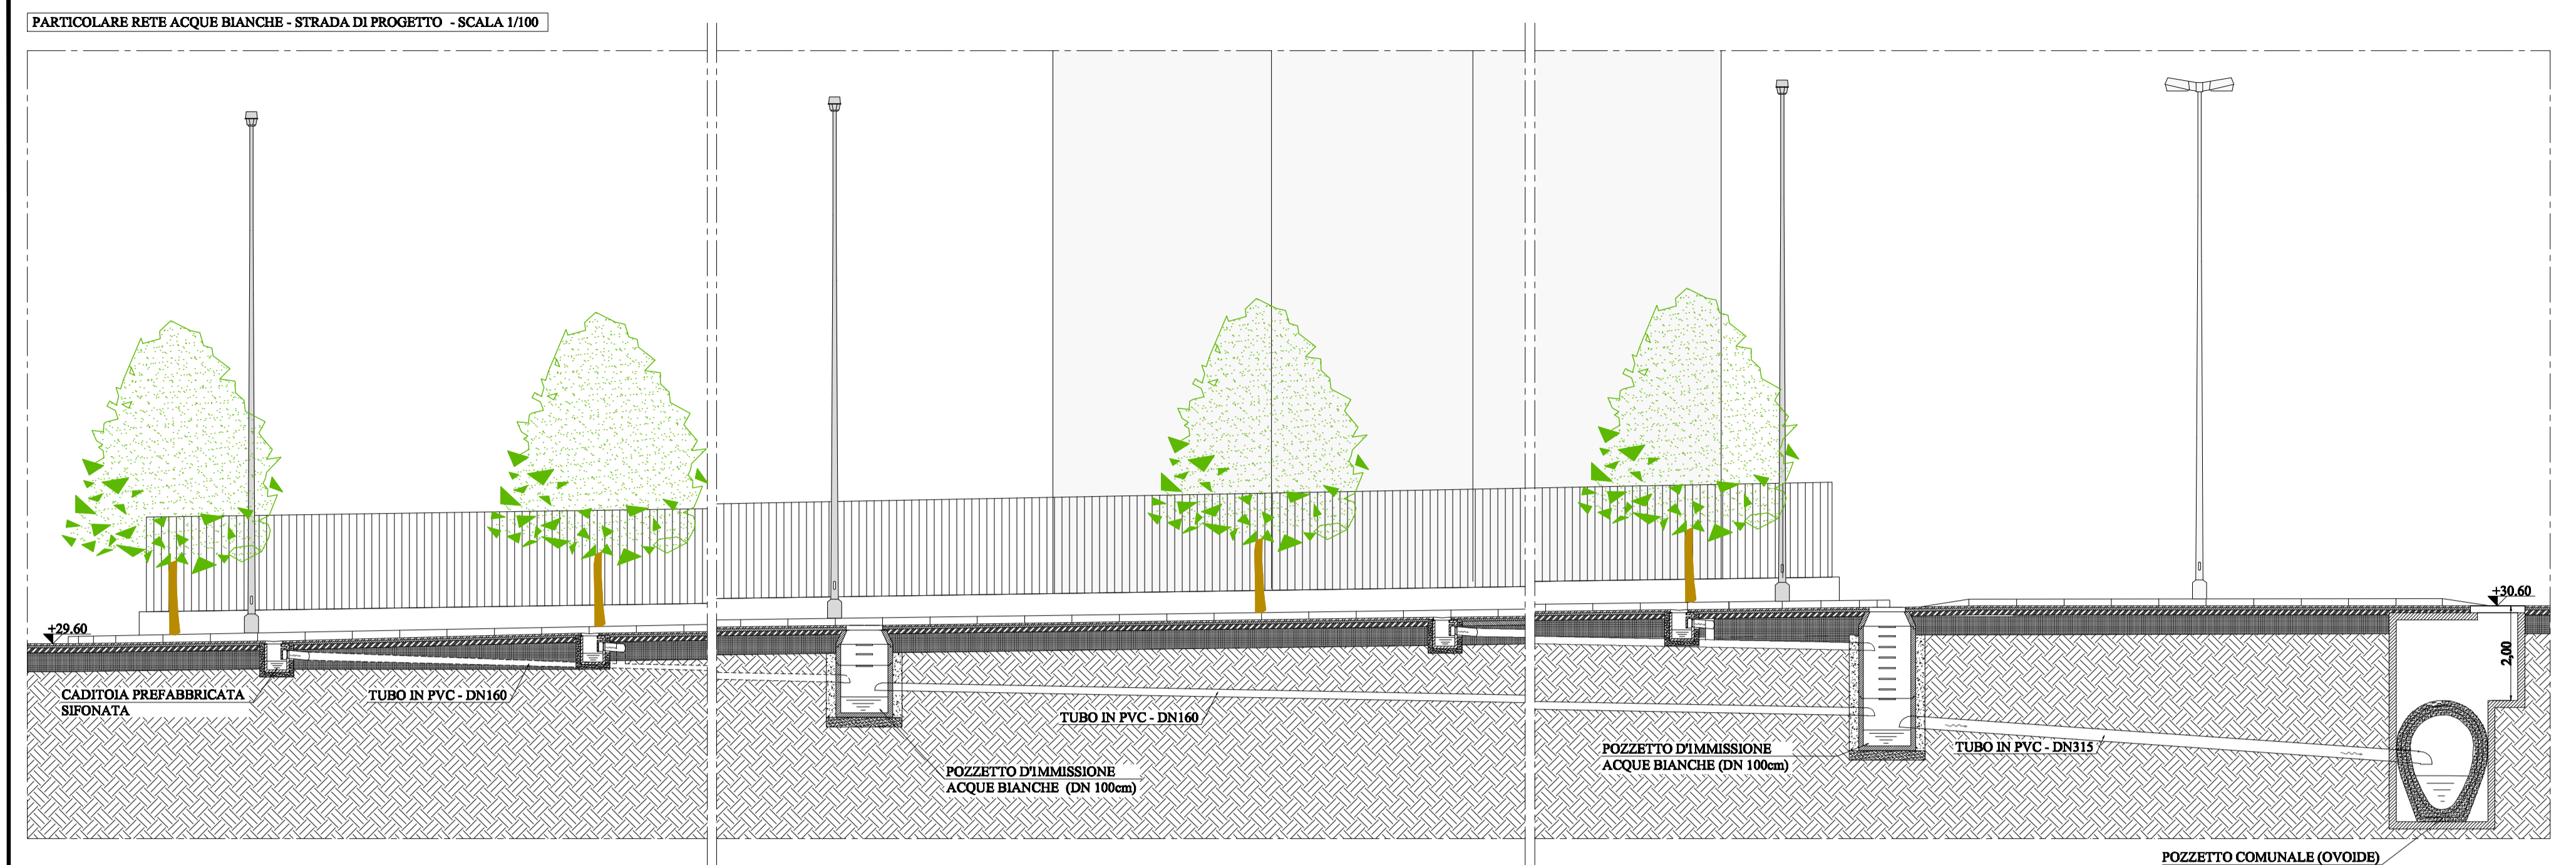 PARTICOLARE RETE ACQUE BIANCHE - STRADA DI PROGETTO - SCALA 1/100
+29.60
+30.60
2,00
CADITOIA PREFABBRICATA
SIFONATA
TUBO IN PVC - DN160
TUBO IN PVC - DN160
POZZETTO D'IMMISSIONE
ACQUE BIANCHE (DN 100cm)
POZZETTO D'IMMISSIONE
ACQUE BIANCHE (DN 100cm)
TUBO IN PVC - DN315
POZZETTO COMUNALE (OVOIDE)